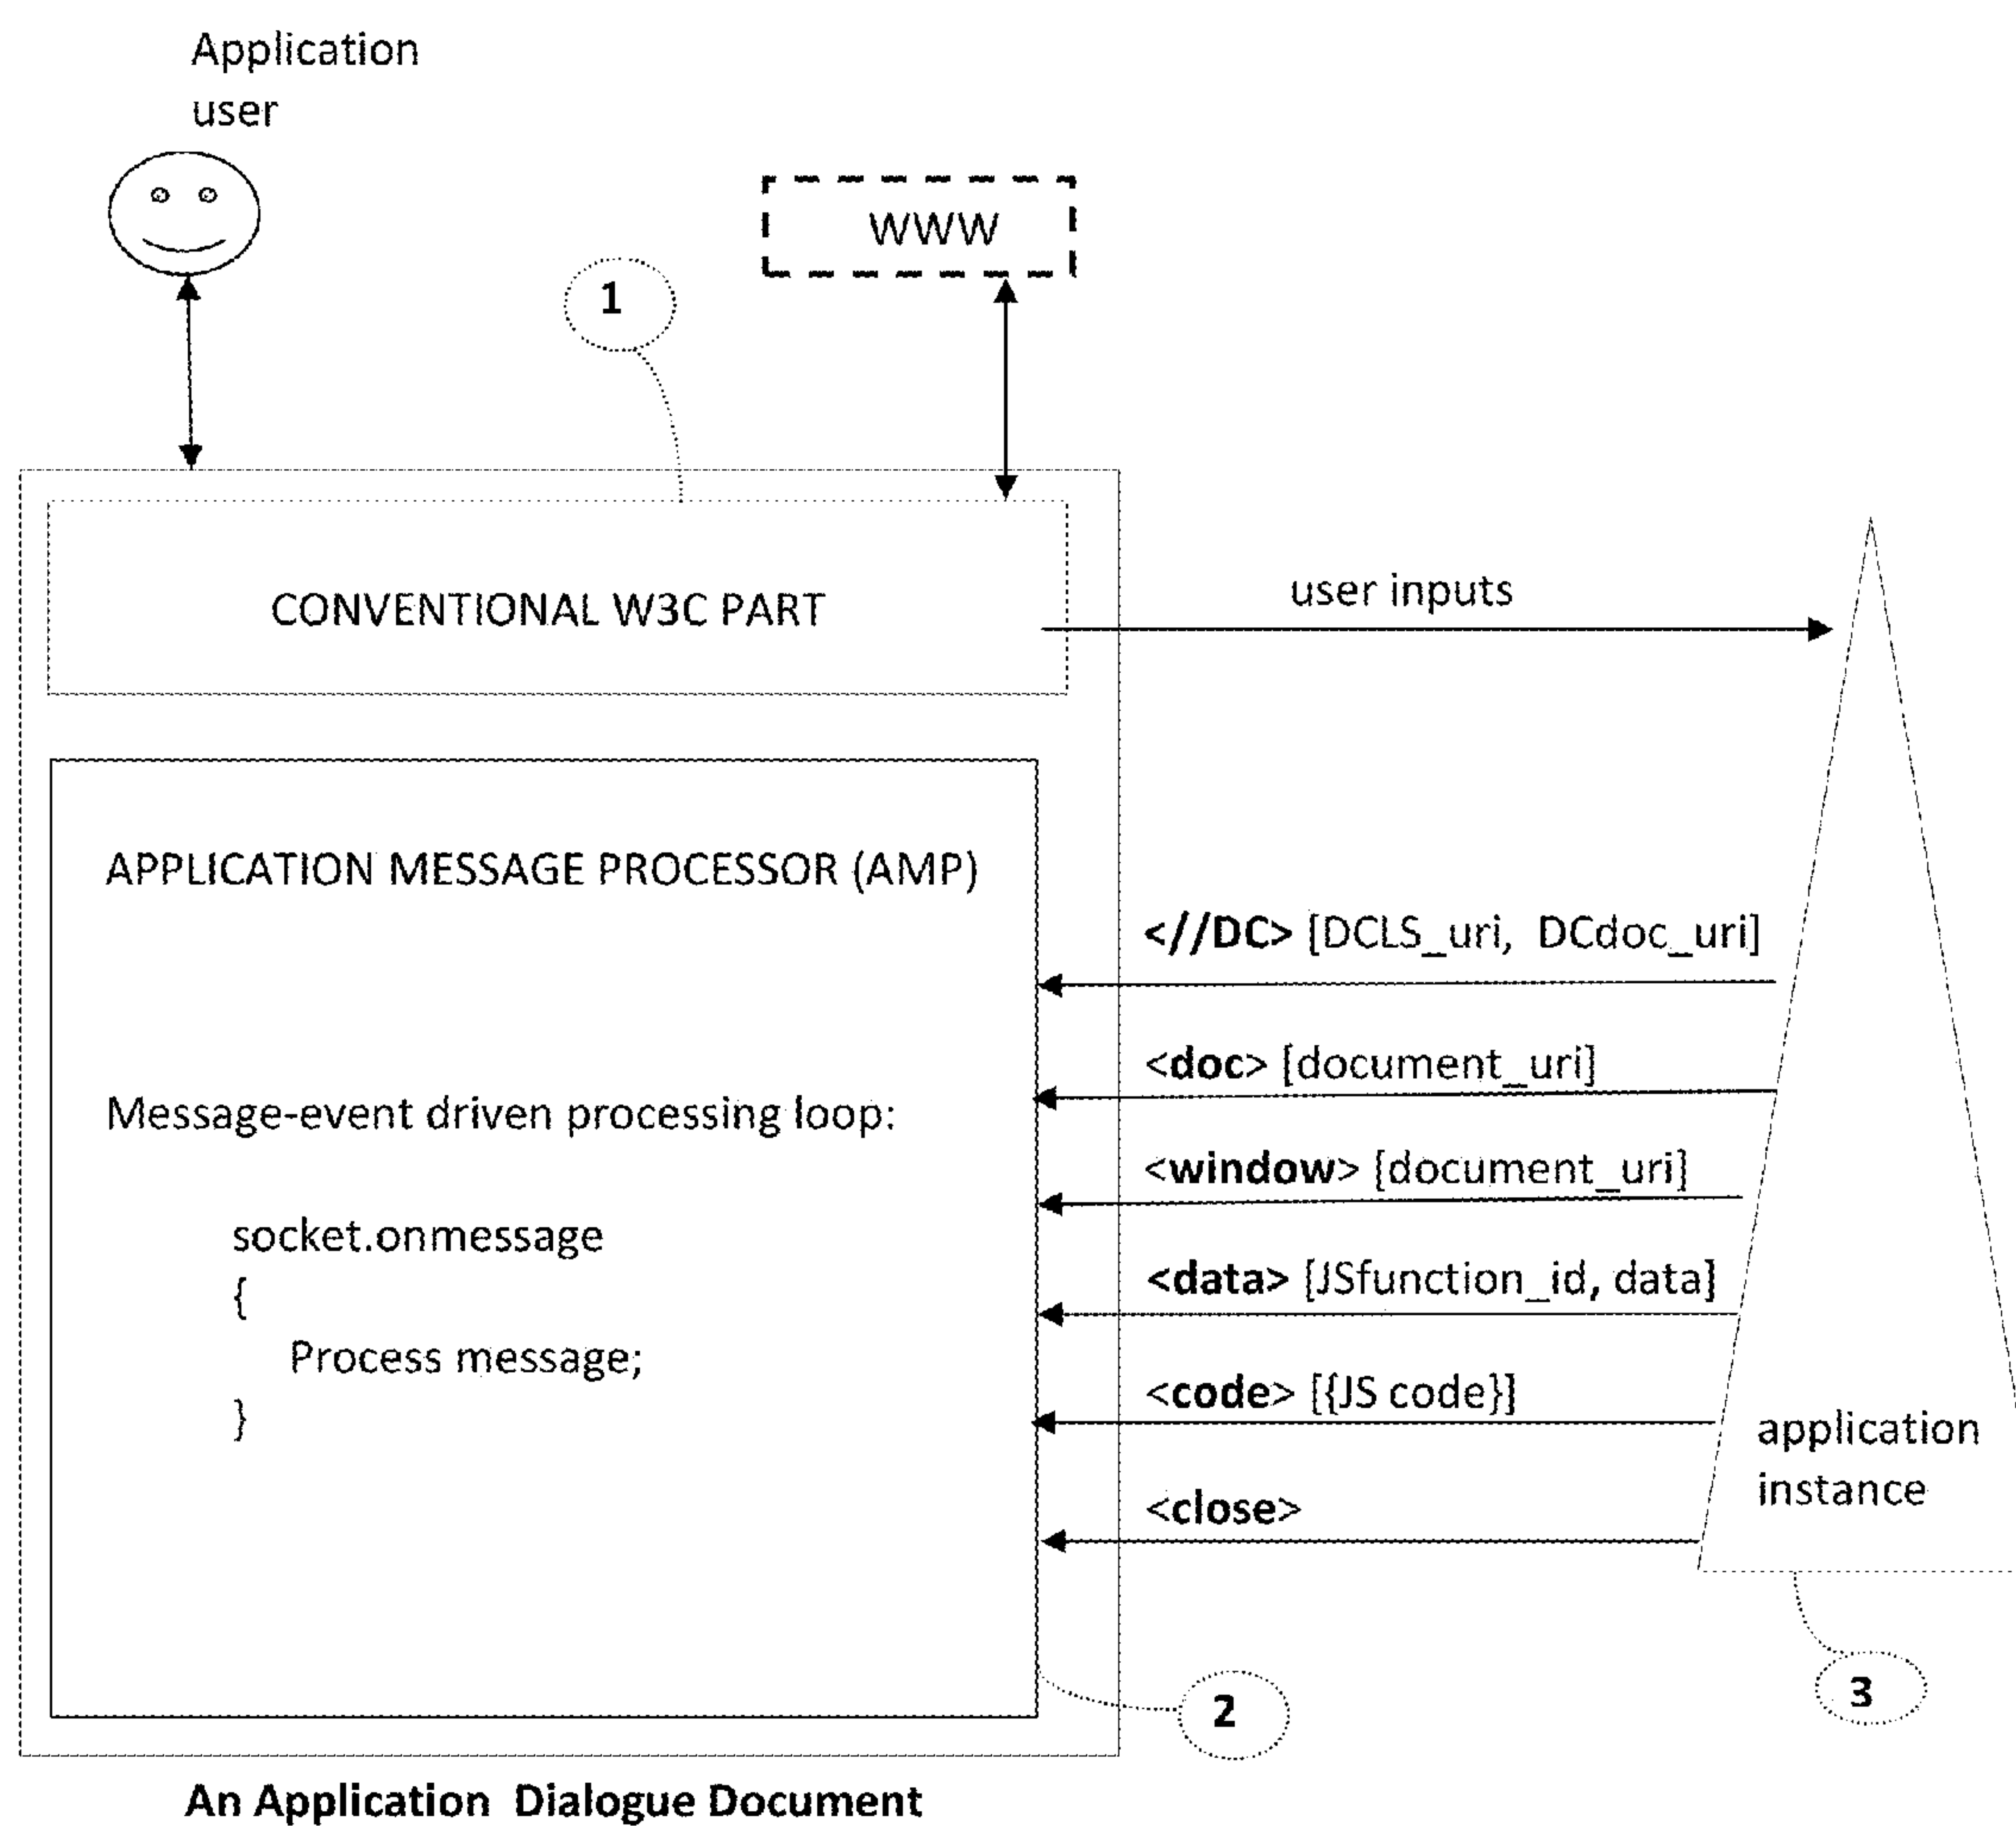 Application
user
WWW
1
CONVENTIONAL W3C PART
user inputs
APPLICATION MESSAGE PROCESSOR (AMP)
<//DC> [DCLS_uri, DCdoc_uri]
<doc> [document_uri]
Message-event driven processing loop:
<window> [document_uri]
socket.onmessage
{
<data> [JSfunction_id, data]
Process message;
<code> [{JS code}]
}
application
instance
<close>
2
3
An Application Dialogue Document